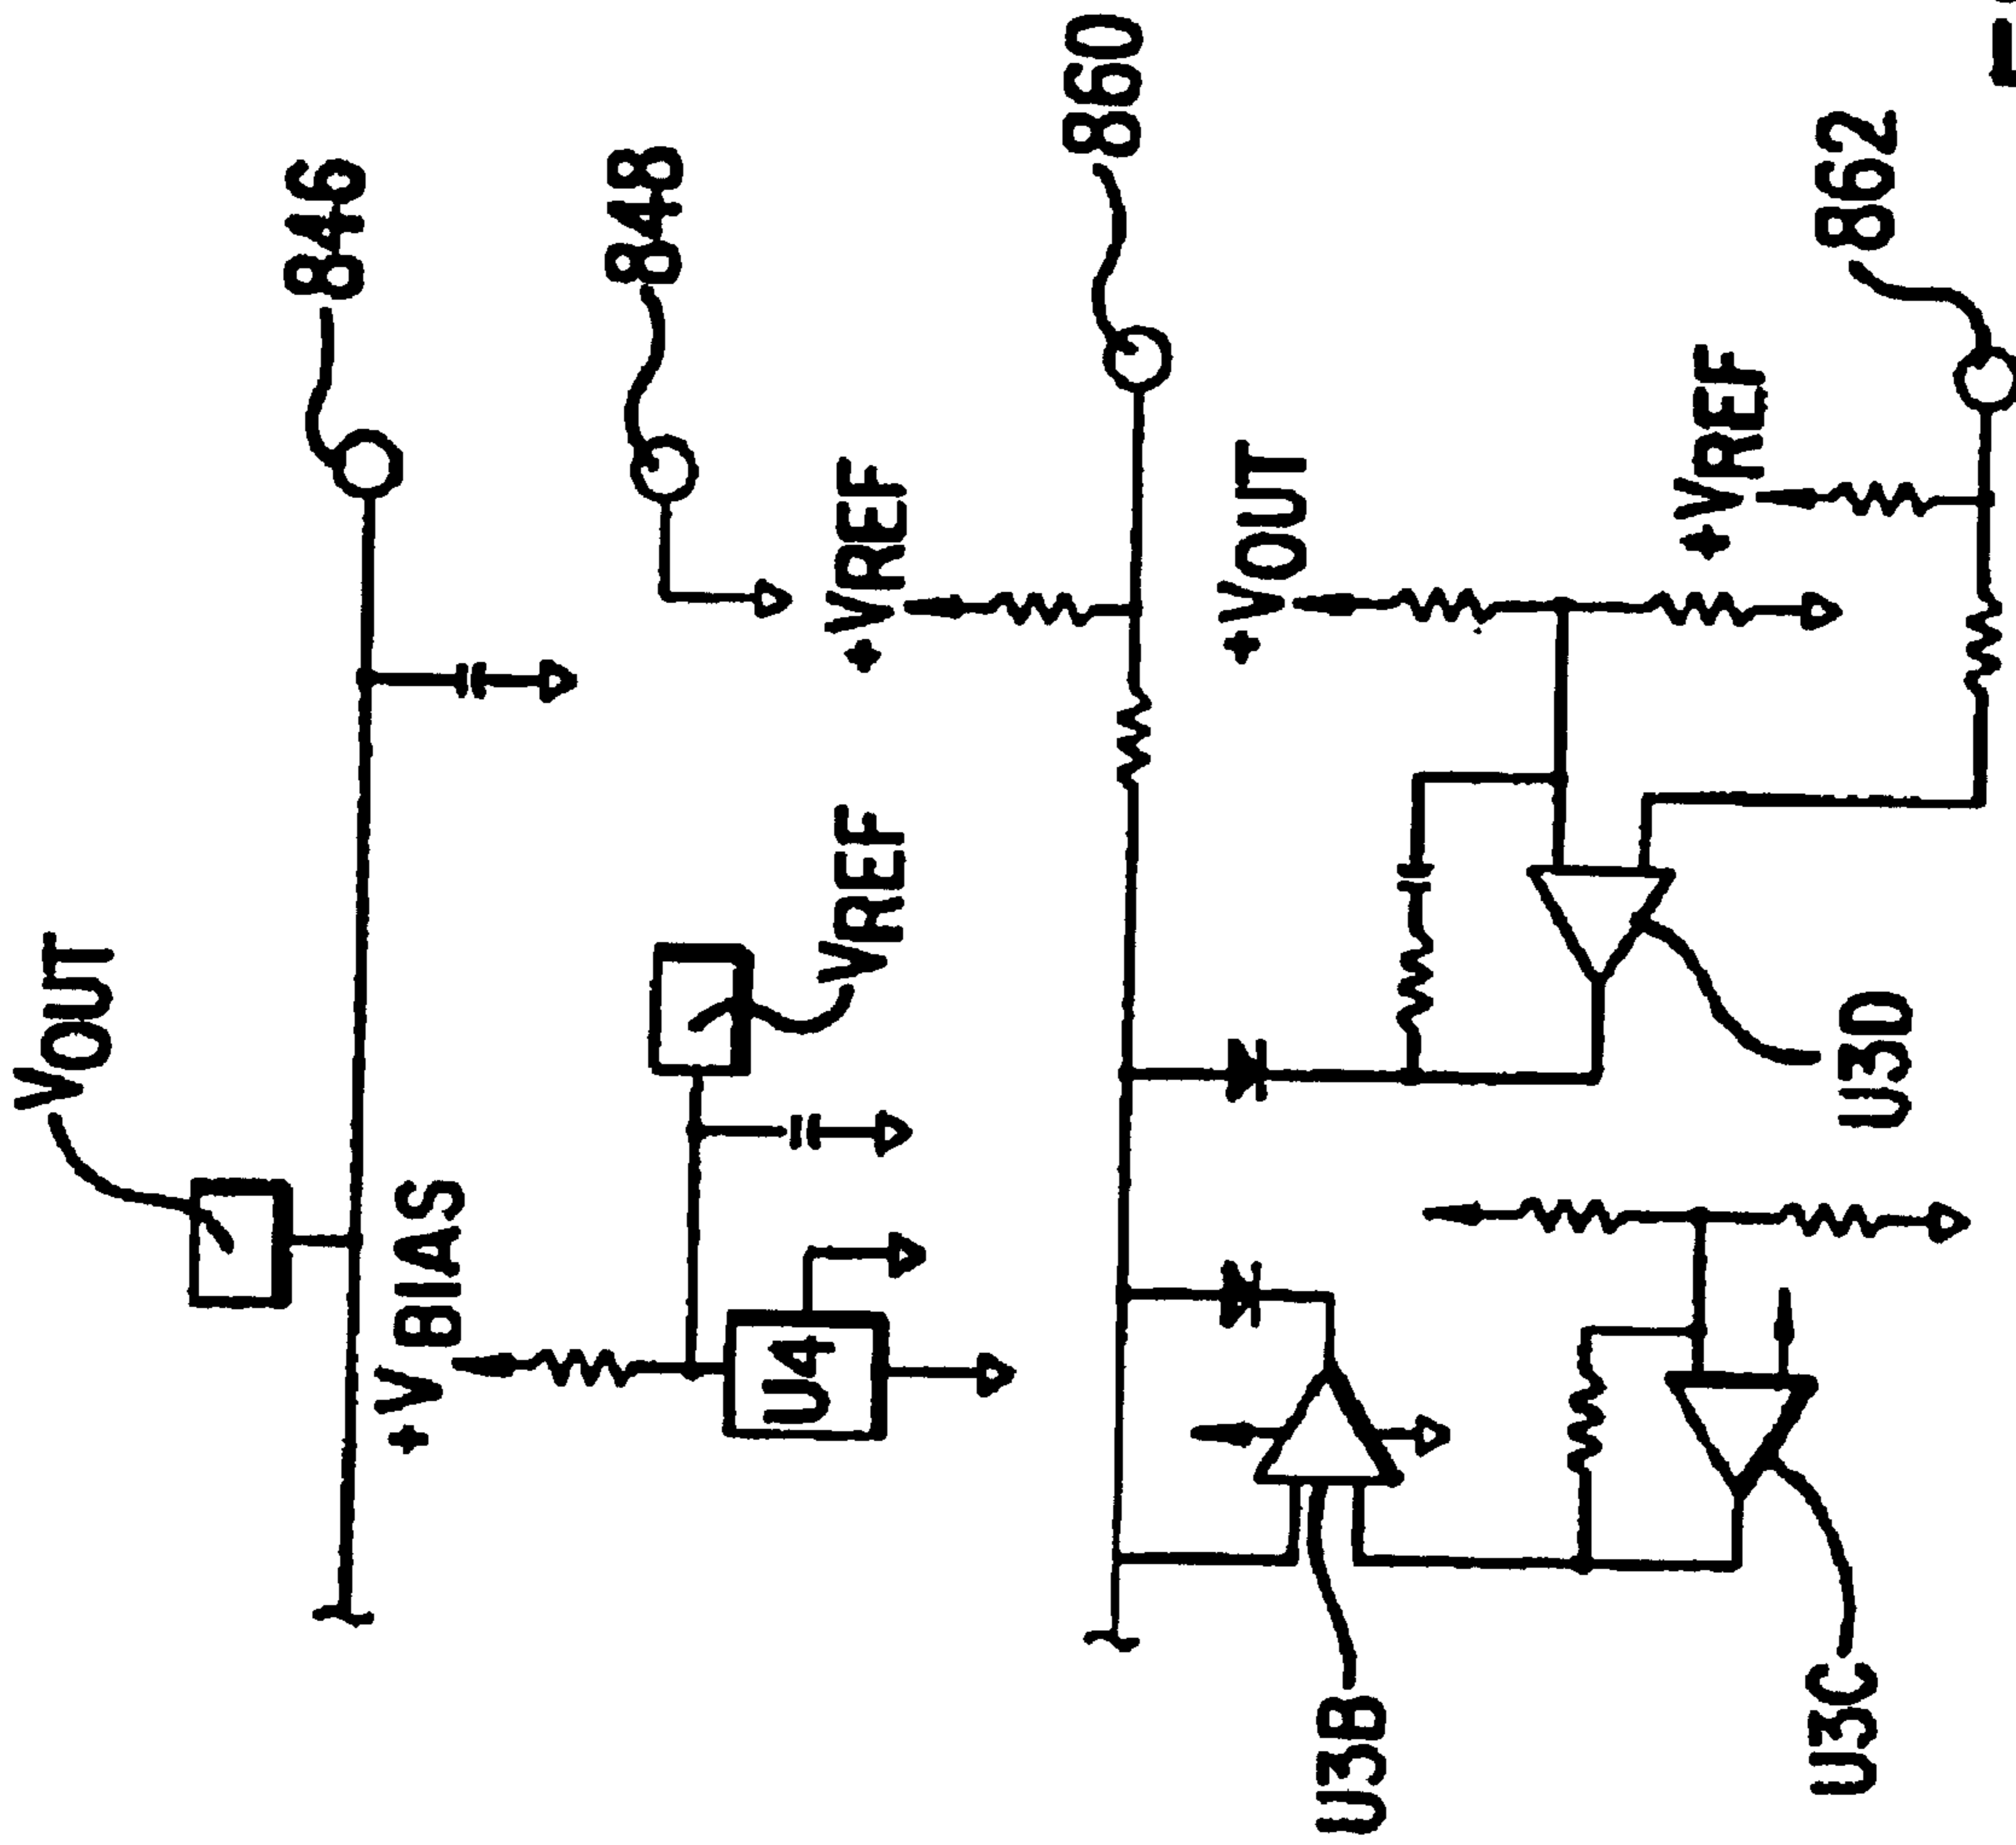 VOUT
846
+VBIAS
848
U4
VREF
+VREF
860
+VOUT
+VREF
862
U3D
U3B
U3C